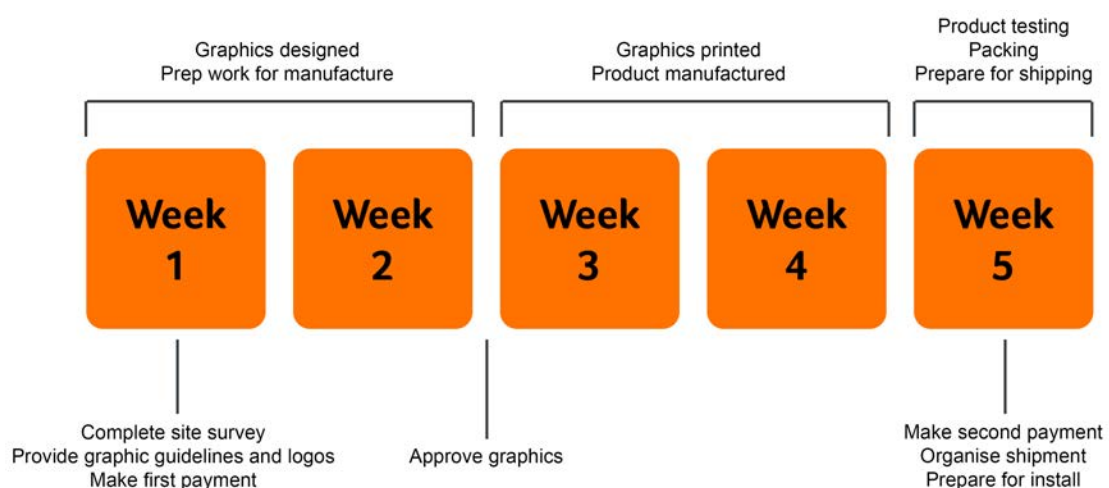 Graphics designed
Prep work for manufacture
Graphics printed
Product manufactured
Product testing
Packing
Prepare for shipping
Week
1
Week
2
Week
3
Week
4
Week
5
Complete site survey
Provide graphic guidelines and logos
Make first payment
Approve graphics
Make second payment
Organise shipment
Prepare for install